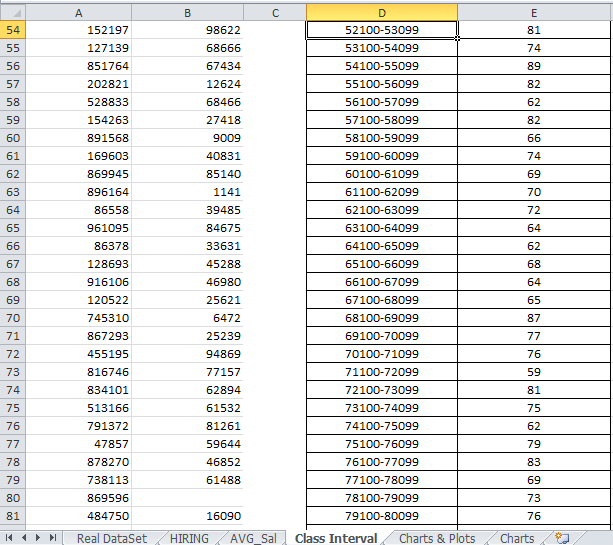 A B C D E
54 152197 98622 52100-53099 81
55 127139 68666 53100-54099 74
56 851764 67434 54100-55099 89
57 202821 12624 55100-56099 82
58 528833 68466 56100-57099 62
59 154263 27418 57100-58099 82
60 891568 9009 58100-59099 66
61 169603 40831 59100-60099 74
62 869945 85140 60100-61099 69
63 896164 1141 61100-62099 70
64 86558 39485 62100-63099 72
65 961095 84675 63100-64099 64
66 86378 33631 64100-65099 62
67 128693 45288 65100-66099 68
68 916106 46980 66100-67099 64
69 120522 25621 67100-68099 65
70 745310 6472 68100-69099 87
71 867293 25239 69100-70099 77
72 455195 94869 70101-71099 76
73 816746 77157 71100-72099 59
74 834101 62894 72100-73099 81
75 513166 61532 73100-74099 75
76 791372 81261 74100-75099 62
77 47857 59644 75100-76099 79
78 878270 46852 76100-77099 83
79 738113 61488 77100-78099 69
80 869596 78100-79099 73
81 484750 16090 79100-80099 76
Real DataSet HIRING AVG_Sal Class Interval Charts & Plots Charts